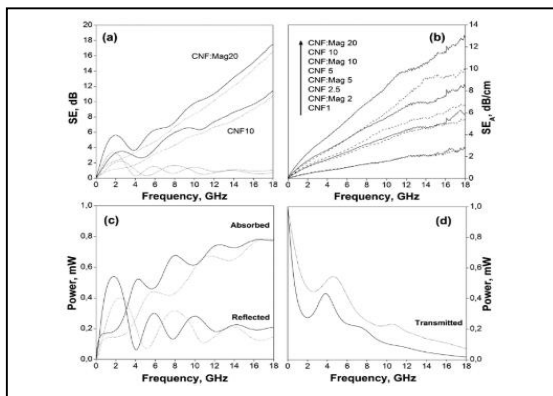 (a)
SE, dB
20
18
16
14
12
10
8
6
4
2
0
CNF:Mag20
CNF10
0 2 4 6 8 10 12 14 16 18
Frequency, GHz
(b)
CNF:Mag 20
CNF 10
CNF:Mag 10
CNF 5
CNF:Mag 5
CNF 2.5
CNF:Mag 2
CNF1
14
12
10
8
6
4
2
0
SE_A, dB/cm
0 2 4 6 8 10 12 14 16 18
Frequency, GHz
(c)
Power, mW
1,0
0,8
0,6
0,4
0,2
0,0
Absorbed
Reflected
0 2 4 6 8 10 12 14 16 18
Frequency, GHz
(d)
Transmitted
1,0
0,8
0,6
0,4
0,2
0,0
Power, mW
0 2 4 6 8 10 12 14 16 18
Frequency, GHz